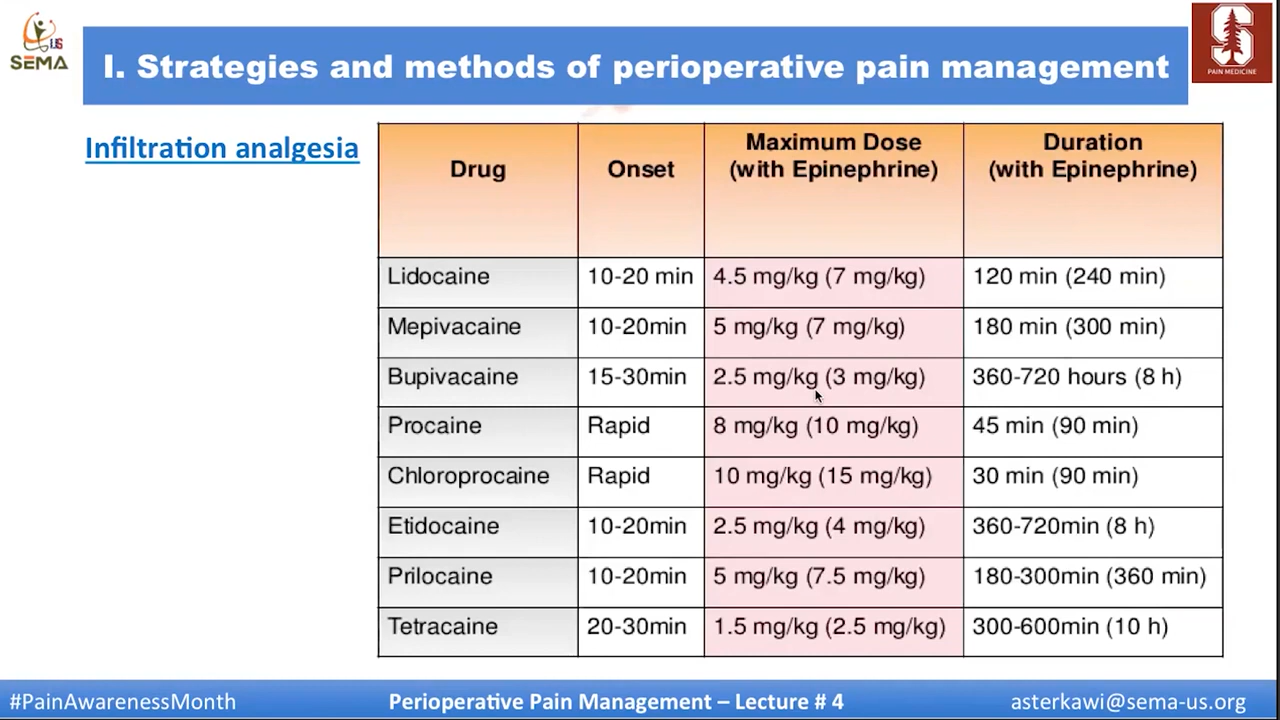 US
SEMA
I. Strategies and methods of perioperative pain management
S
PAIN MEDICINE
Infiltration analgesia
Drug Onset Maximum Dose (with Epinephrine) Duration (with Epinephrine)
Lidocaine 10-20 min 4.5 mg/kg (7 mg/kg) 120 min (240 min)
Mepivacaine 10-20min 5 mg/kg (7 mg/kg) 180 min (300 min)
Bupivacaine 15-30min 2.5 mg/kg (3 mg/kg) 360-720 hours (8 h)
Procaine Rapid 8 mg/kg (10 mg/kg) 45 min (90 min)
Chloroprocaine Rapid 10 mg/kg (15 mg/kg) 30 min (90 min)
Etidocaine 10-20min 2.5 mg/kg (4 mg/kg) 360-720min (8 h)
Prilocaine 10-20min 5 mg/kg (7.5 mg/kg) 180-300min (360 min)
Tetracaine 20-30min 1.5 mg/kg (2.5 mg/kg) 300-600min (10 h)
#PainAwarenessMonth Perioperative Pain Management – Lecture # 4 asterkawi@sema-us.org